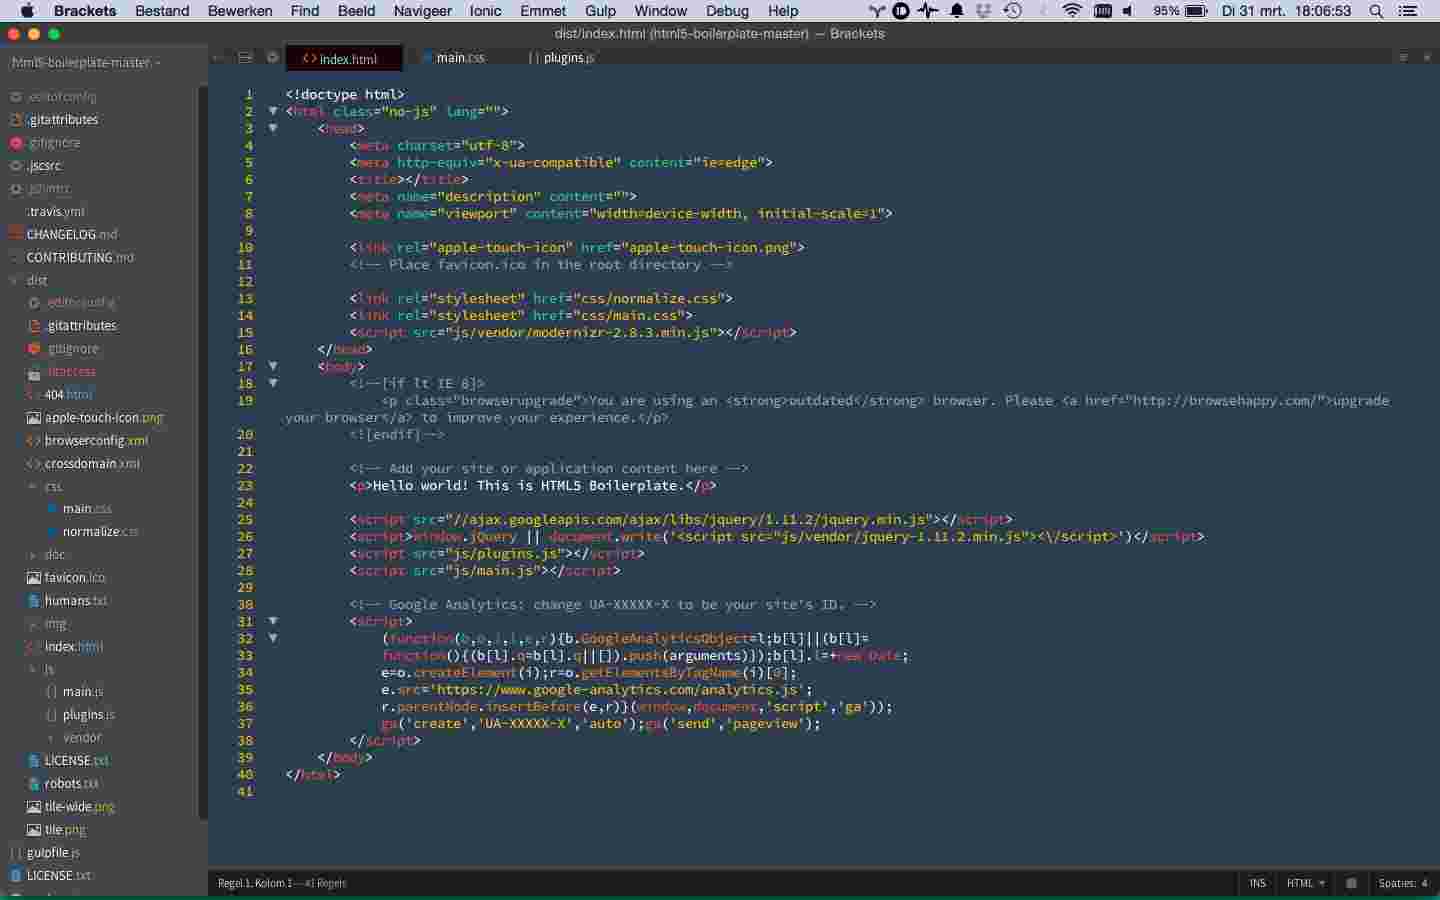 Brackets Bestand Bewerken Find Beeld Navigeer Ionic Emmet Gulp Window Debug Help 95% Di 31 mrt. 18:06:53
dist/index.html (html5-boilerplate-master) — Brackets
html5-boilerplate-master
index.html main.css plugins.js
.editorconfig
.gitattributes
.gitignore
.jscsrc
.jshintrc
.travis.yml
CHANGELOG.md
CONTRIBUTING.md
dist
.editorconfig
.gitattributes
.gitignore
.htaccess
404.html
apple-touch-icon.png
browserconfig.xml
crossdomain.xml
css
main.css
normalize.css
doc
favicon.ico
humans.txt
img
index.html
js
main.js
plugins.js
vendor
LICENSE.txt
robots.txt
tile-wide.png
tile.png
gulpfile.js
LICENSE.txt
1 <!doctype html>
2 <html class="no-js" lang="">
3 <head>
4 <meta charset="utf-8">
5 <meta http-equiv="x-ua-compatible" content="ie=edge">
6 <title></title>
7 <meta name="description" content="">
8 <meta name="viewport" content="width=device-width, initial-scale=1">
9
10 <link rel="apple-touch-icon" href="apple-touch-icon.png">
11 <!-- Place favicon.ico in the root directory -->
12
13 <link rel="stylesheet" href="css/normalize.css">
14 <link rel="stylesheet" href="css/main.css">
15 <script src="js/vendor/modernizr-2.8.3.min.js"></script>
16 </head>
17 <body>
18 <!--[if lt IE 8]>
19 <p class="browserupgrade">You are using an <strong>outdated</strong> browser. Please <a href="http://browsehappy.com/">upgrade
your browser</a> to improve your experience.</p>
20 <![endif]-->
21
22 <!-- Add your site or application content here -->
23 <p>Hello world! This is HTML5 Boilerplate.</p>
24
25 <script src="//ajax.googleapis.com/ajax/libs/jquery/1.11.2/jquery.min.js"></script>
26 <script>window.jQuery || document.write('<script src="js/vendor/jquery-1.11.2.min.js"><\/script>')</script>
27 <script src="js/plugins.js"></script>
28 <script src="js/main.js"></script>
29
30 <!-- Google Analytics: change UA-XXXXX-X to be your site's ID. -->
31 <script>
32 (function(b,o,i,l,e,r){b.GoogleAnalyticsObject=l;b[l]||(b[l]=
33 function(){(b[l].q=b[l].q||[]).push(arguments)});b[l].l=+new Date;
34 e=o.createElement(i);r=o.getElementsByTagName(i)[0];
35 e.src='https://www.google-analytics.com/analytics.js';
36 r.parentNode.insertBefore(e,r)}(window,document,'script','ga'));
37 ga('create','UA-XXXXX-X','auto');ga('send','pageview');
38 </script>
39 </body>
40 </html>
41
Regel 1, Kolom 1 — 41 Regels INS HTML Spaties: 4